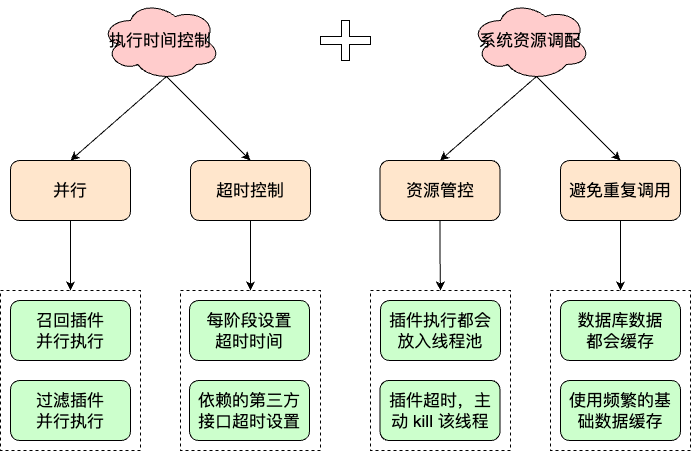 执行时间控制
系统资源调配
并行
超时控制
资源管控
避免重复调用
召回插件
并行执行
每阶段设置
超时时间
插件执行都会
放入线程池
数据库数据
都会缓存
过滤插件
并行执行
依赖的第三方
接口超时设置
插件超时，主
动 kill 该线程
使用频繁的基
础数据缓存